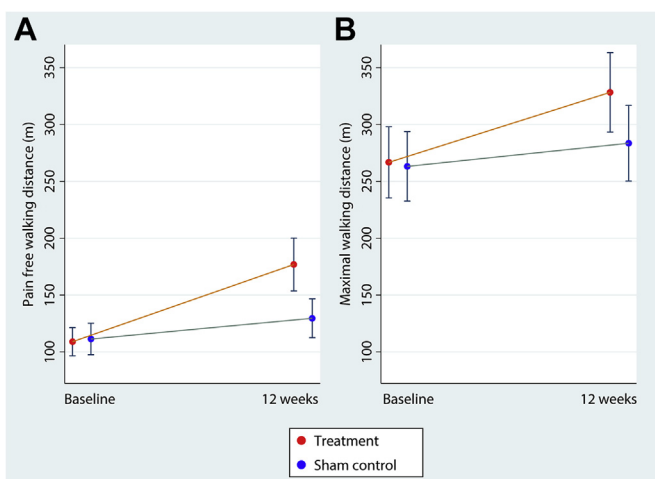 A
B
Pain free walking distance (m)
350
300
250
200
150
100
Baseline
12 weeks
Maximal walking distance (m)
350
300
250
200
150
100
Baseline
12 weeks
Treatment
Sham control